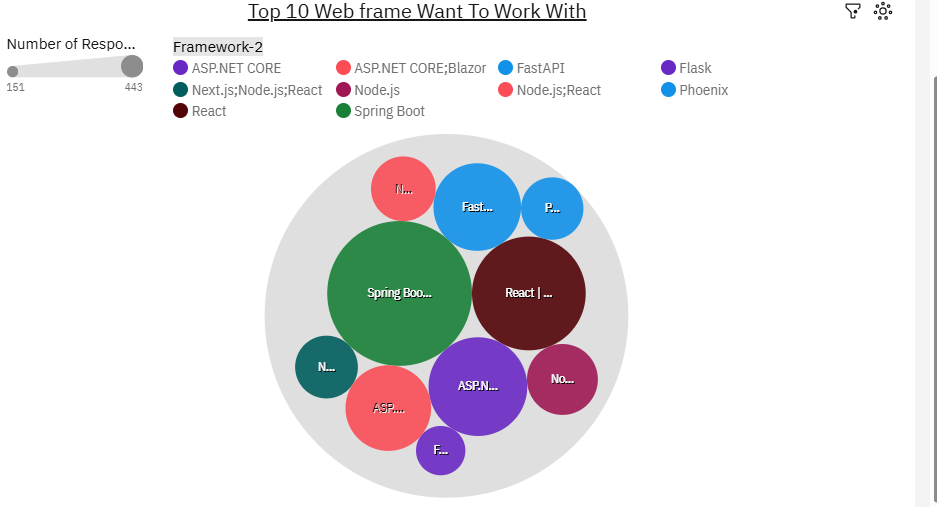 Top 10 Web frame Want To Work With
Number of Respo...
151 443
Framework-2
ASP.NET CORE ASP.NET CORE;Blazor FastAPI Flask
Next.js;Node.js;React Node.js Node.js;React Phoenix
React Spring Boot
N...
Fast...
P...
Spring Boo...
React | ...
N...
ASP.N...
No...
ASP....
F...